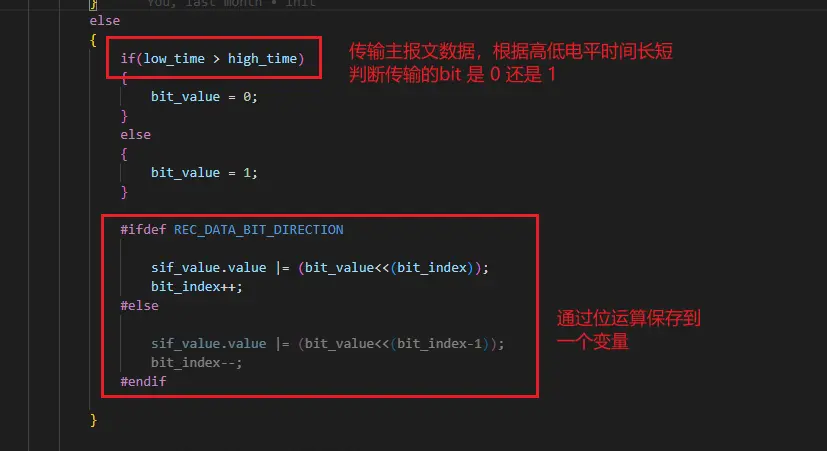 }
You, last month • init
else
{
if(low_time > high_time)
传输主报文数据，根据高低电平时间长短
判断传输的bit 是 0 还是 1
{
bit_value = 0;
}
else
{
bit_value = 1;
}
#ifdef REC_DATA_BIT_DIRECTION
sif_value.value |= (bit_value<<(bit_index));
bit_index++;
#else
通过位运算保存到
一个变量
sif_value.value |= (bit_value<<(bit_index-1));
bit_index--;
#endif
}